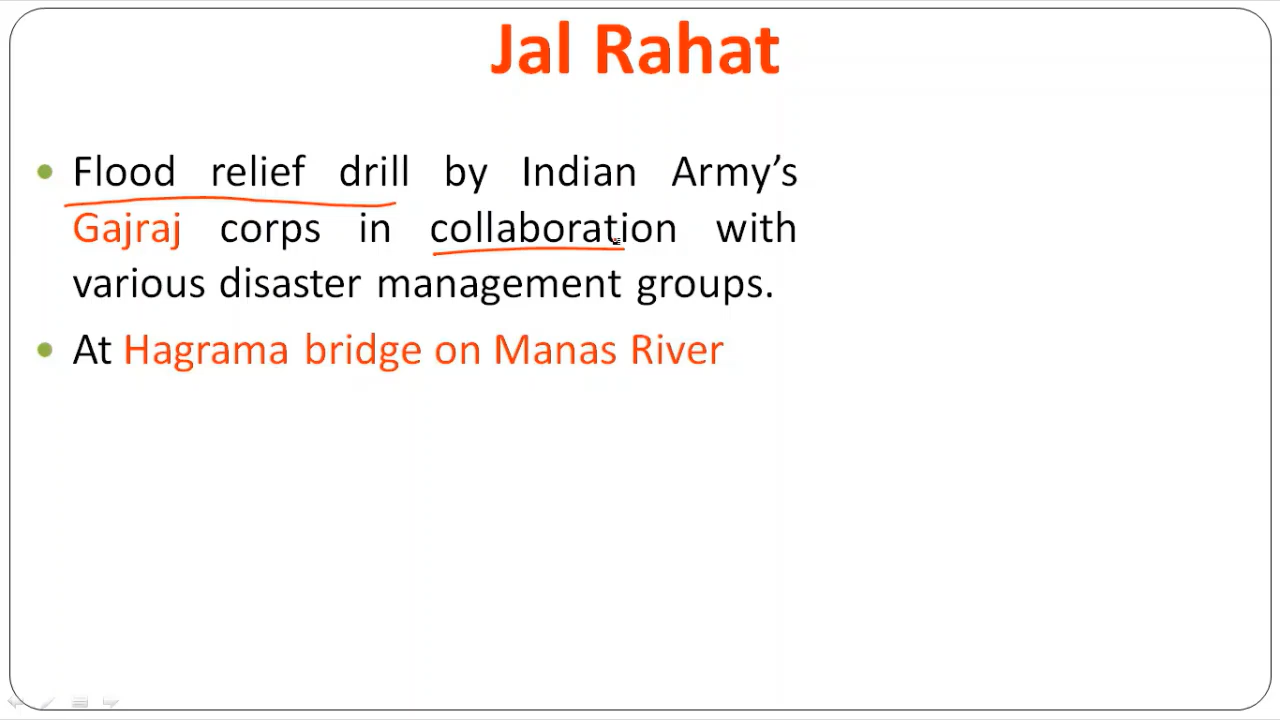 Jal Rahat
• Flood relief drill by Indian Army’s
Gajraj corps in collaboration with
various disaster management groups.
• At Hagrama bridge on Manas River